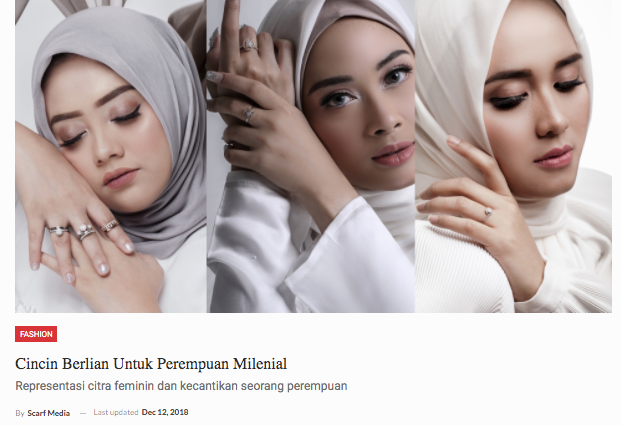 FASHION
Cincin Berlian Untuk Perempuan Milenial
Representasi citra feminin dan kecantikan seorang perempuan
By Scarf Media — Last updated Dec 12, 2018